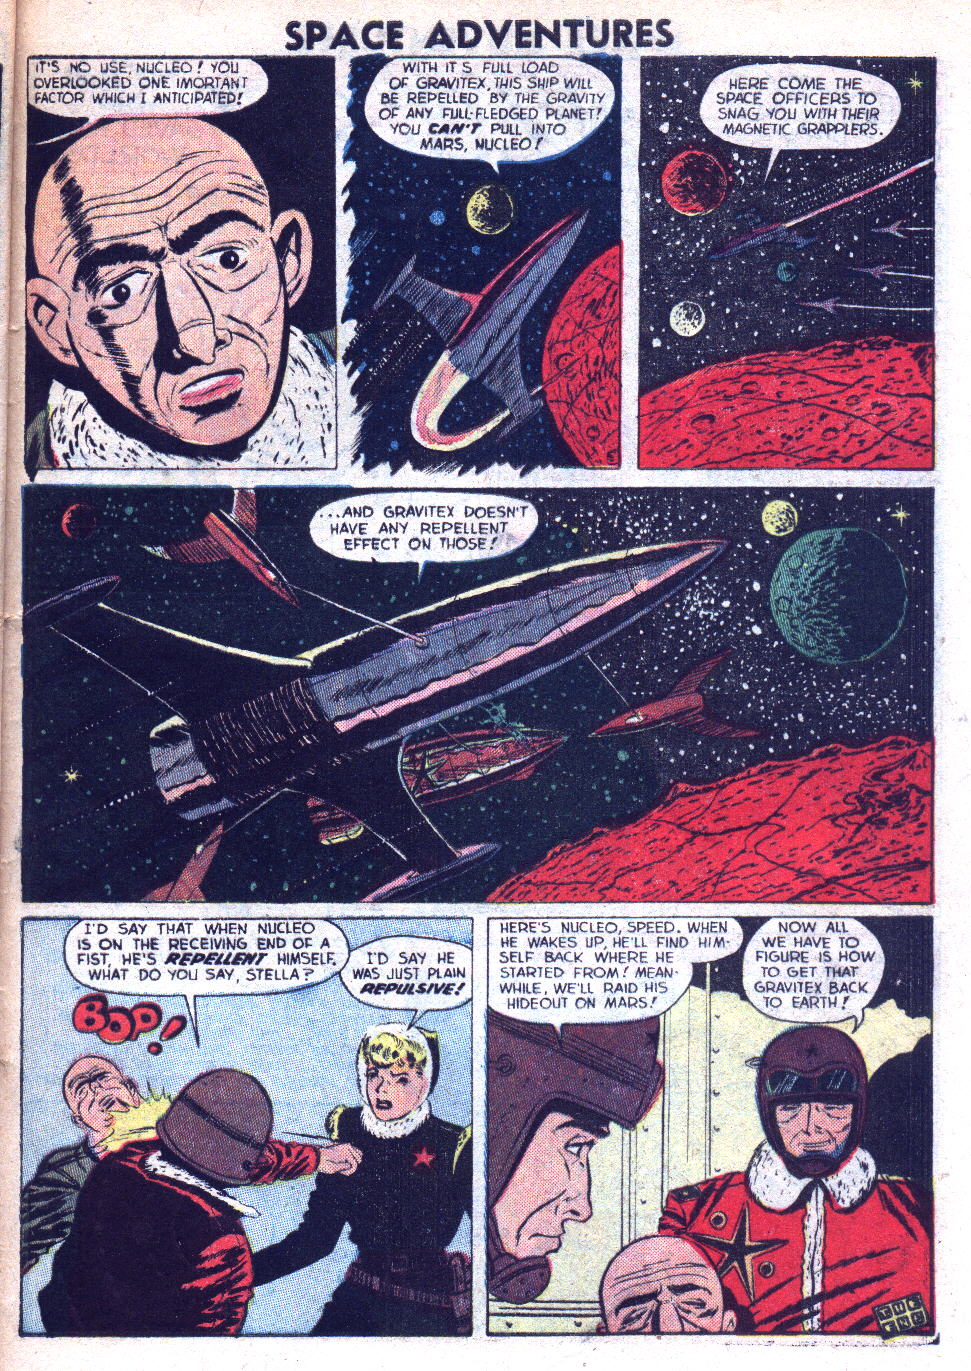 SPACE ADVENTURES
IT'S NO USE, NUCLEO! YOU
OVERLOOKED ONE IMORTANT
FACTOR WHICH I ANTICIPATED!
WITH IT'S FULL LOAD
OF GRAVITEX, THIS SHIP WILL
BE REPELLED BY THE GRAVITY
OF ANY FULL-FLEDGED PLANET!
YOU CAN'T PULL INTO
MARS, NUCLEO!
HERE COME THE
SPACE OFFICERS TO
SNAG YOU WITH THEIR
MAGNETIC GRAPPLERS.
...AND GRAVITEX DOESN'T
HAVE ANY REPELLENT
EFFECT ON THOSE!
I'D SAY THAT WHEN NUCLEO
IS ON THE RECEIVING END OF A
FIST, HE'S REPELLENT HIMSELF.
WHAT DO YOU SAY, STELLA?
I'D SAY HE
WAS JUST PLAIN
REPULSIVE!
BOP!
HERE'S NUCLEO, SPEED. WHEN
HE WAKES UP, HE'LL FIND HIM-
SELF BACK WHERE HE
STARTED FROM! MEAN-
WHILE, WE'LL RAID HIS
HIDEOUT ON MARS!
NOW ALL
WE HAVE TO
FIGURE IS HOW
TO GET THAT
GRAVITEX BACK
TO EARTH!
THE
END